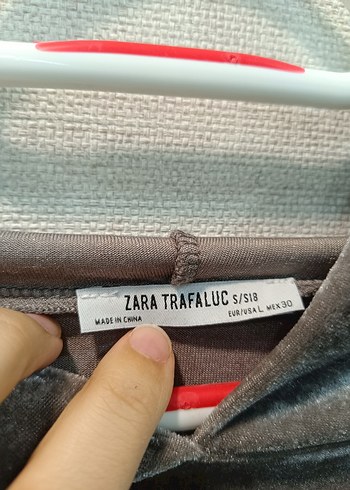 ZARA TRAFALUC S/S18
MADE IN CHINA EUR/USA L MEX 30